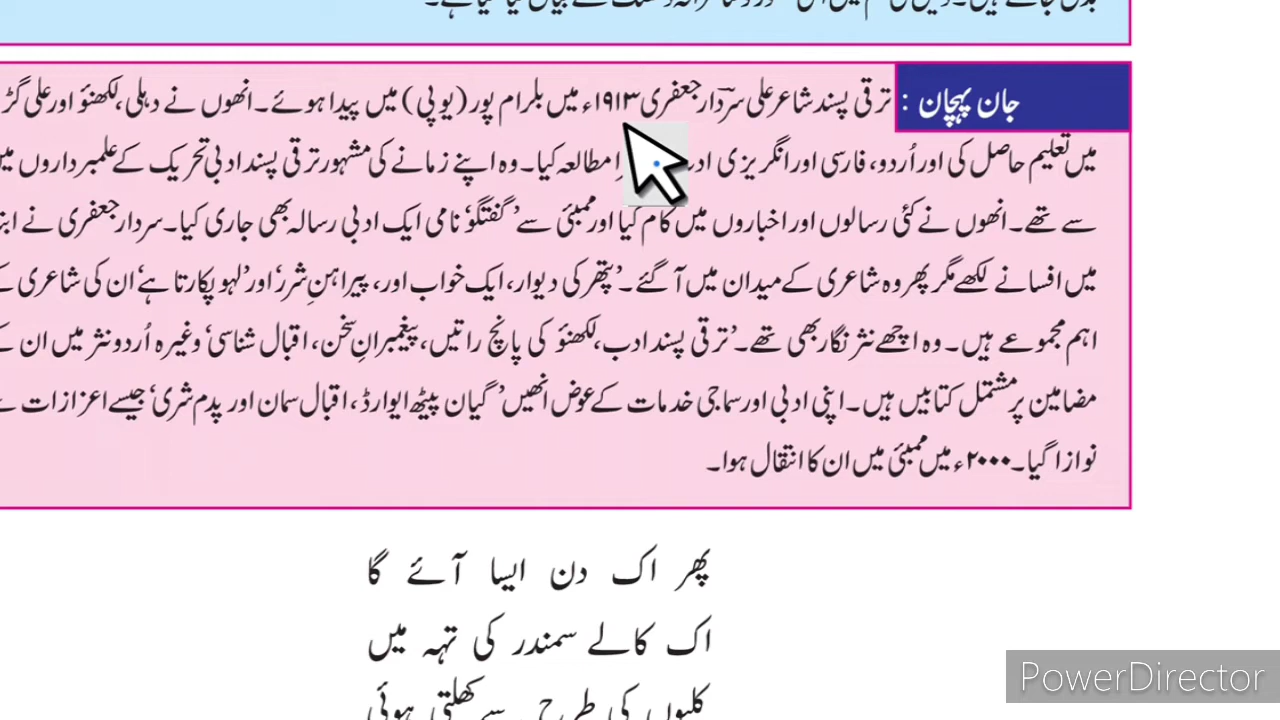 جان پہچان : ترقی پسند شاعر علی سردار جعفری ۱۹۱۳ء میں بلرام پور (یوپی) میں پیدا ہوئے۔ انھوں نے دہلی، لکھنؤ اور علی گڑ
میں تعلیم حاصل کی اور اُردو، فارسی اور انگریزی مطالعہ کیا۔ وہ اپنے زمانے کی مشہور ترقی پسند ادبی تحریک کے علمبرداروں میں
سے تھے۔ انھوں نے کئی رسالوں اور اخباروں میں کام کیا اور ممبئی سے ’گفتگو‘ نامی ایک ادبی رسالہ بھی جاری کیا۔ سردار جعفری نے
میں افسانے لکھے مگر پھر وہ شاعری کے میدان میں آ گئے۔ ’پتھر کی دیوار، ایک خواب اور، پیراہنِ شرر‘ اور ’لہو پکارتا ہے‘ ان کی شاعری کے
اہم مجموعے ہیں۔ وہ اچھے نثر نگار بھی تھے۔ ’ترقی پسند ادب، لکھنؤ کی پانچ راتیں، پیغمبرانِ سخن، اقبال شناسی‘ وغیرہ اُردو نثر میں ان کے
مضامین پر مشتمل کتابیں ہیں۔ اپنی ادبی اور سماجی خدمات کے عوض انھیں ’گیان پیٹھ ایوارڈ، اقبال سمان اور پدم شری‘ جیسے اعزازات سے
نوازا گیا۔ ۲۰۰۰ء میں ممبئی میں ان کا انتقال ہوا۔
پھر اک دن ایسا آئے گا
اک کالے سمندر کی تہہ میں
کلیوں کی طرح سے کھلتی ہوئی
PowerDirector